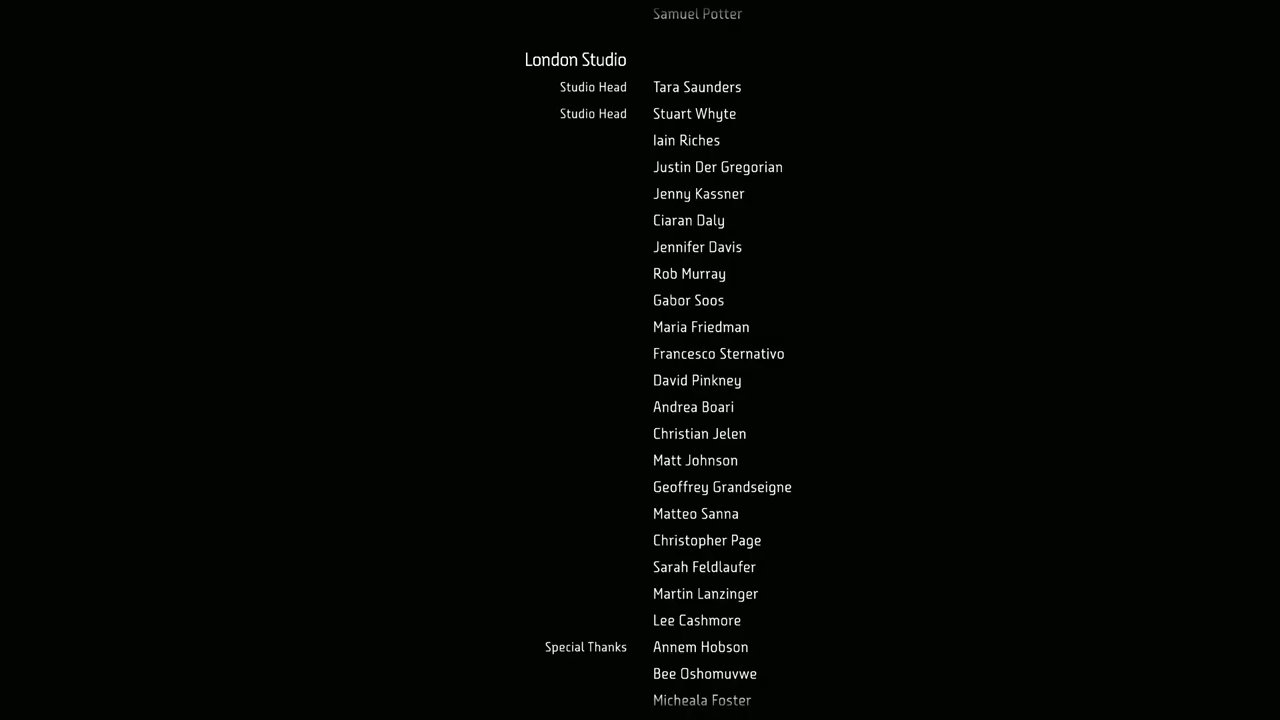 Samuel Potter
London Studio
Studio Head Tara Saunders
Studio Head Stuart Whyte
Iain Riches
Justin Der Gregorian
Jenny Kassner
Ciaran Daly
Jennifer Davis
Rob Murray
Gabor Soos
Maria Friedman
Francesco Sternativo
David Pinkney
Andrea Boari
Christian Jelen
Matt Johnson
Geoffrey Grandseigne
Matteo Sanna
Christopher Page
Sarah Feldlaufer
Martin Lanzinger
Lee Cashmore
Special Thanks Annem Hobson
Bee Oshomuvwe
Micheala Foster